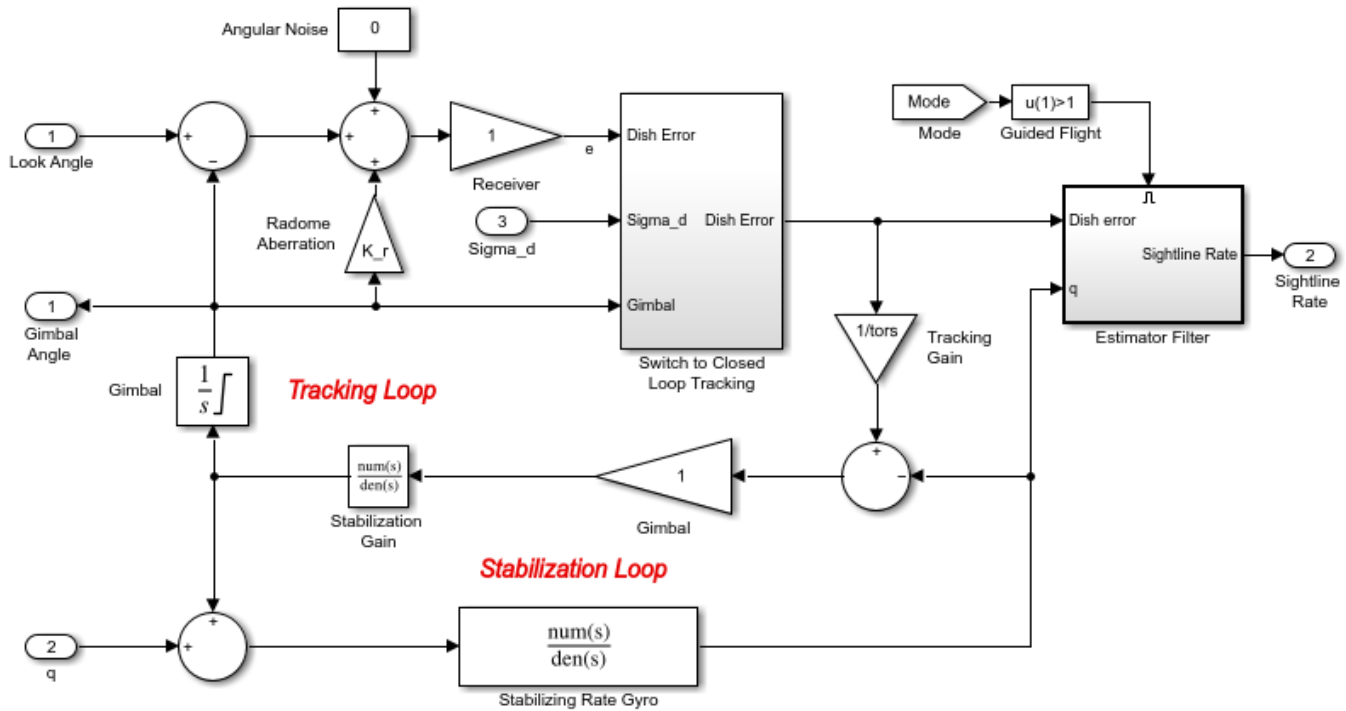 Angular Noise
0
Mode
u(1)>1
Mode
Guided Flight
1
Look Angle
+
−
+
+
+
1
Receiver
e
Dish Error
Sigma_d
Dish Error
Gimbal
Switch to Closed
Loop Tracking
3
Sigma_d
Radome
Aberration
K_r
Dish error
Sightline Rate
q
Estimator Filter
2
Sightline
Rate
1
Gimbal
Angle
Gimbal
1
s
Tracking Loop
1/tors
Tracking
Gain
num(s)
den(s)
Stabilization
Gain
1
Gimbal
+
−
Stabilization Loop
2
q
+
+
num(s)
den(s)
Stabilizing Rate Gyro